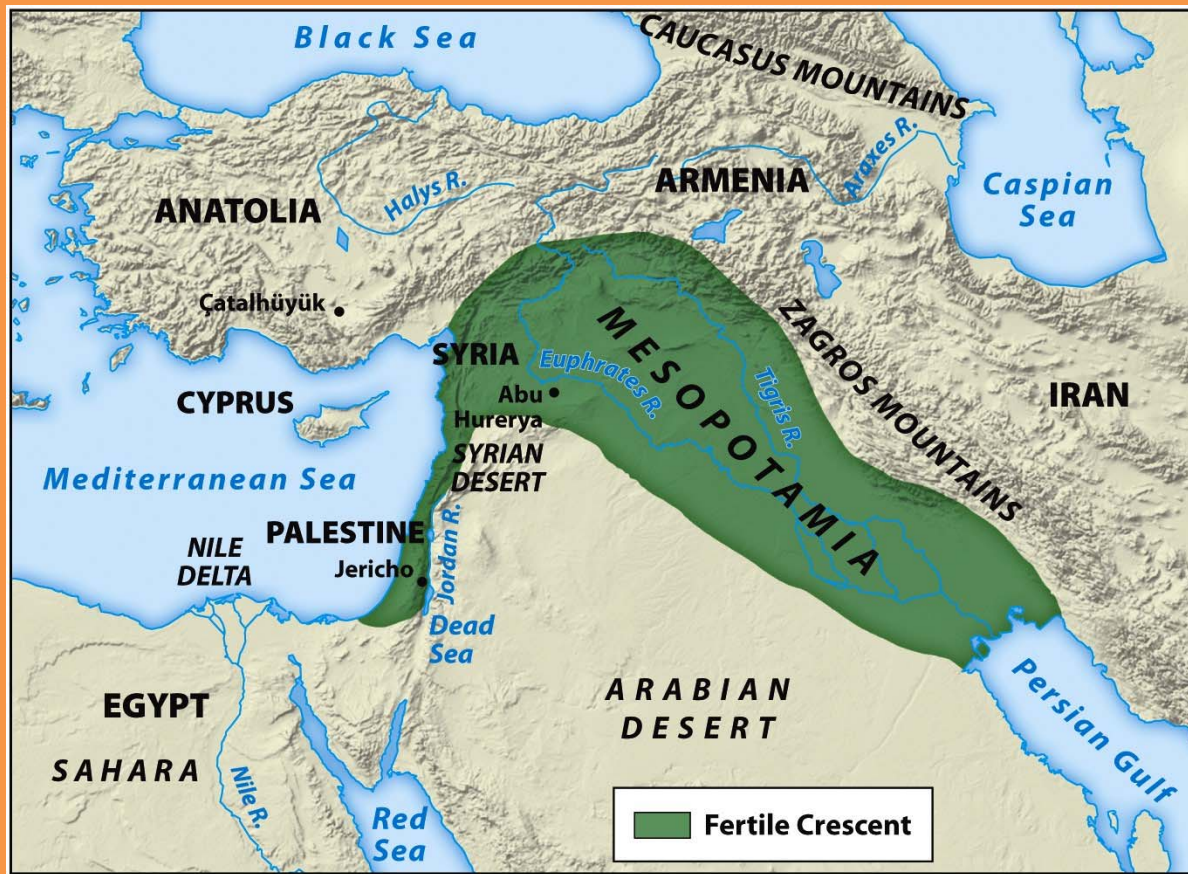 Black Sea
CAUCASUS MOUNTAINS
Caspian
Sea
Araxes R.
ARMENIA
Halys R.
ANATOLIA
Çatalhüyük
ZAGROS MOUNTAINS
MESOPOTAMIA
SYRIA
Euphrates R.
Tigris R.
IRAN
Abu
Hurerya
CYPRUS
SYRIAN
DESERT
Mediterranean Sea
PALESTINE
Jordan R.
NILE
DELTA
Jericho
Dead
Sea
ARABIAN
DESERT
Persian Gulf
EGYPT
SAHARA
Nile R.
Red
Sea
Fertile Crescent